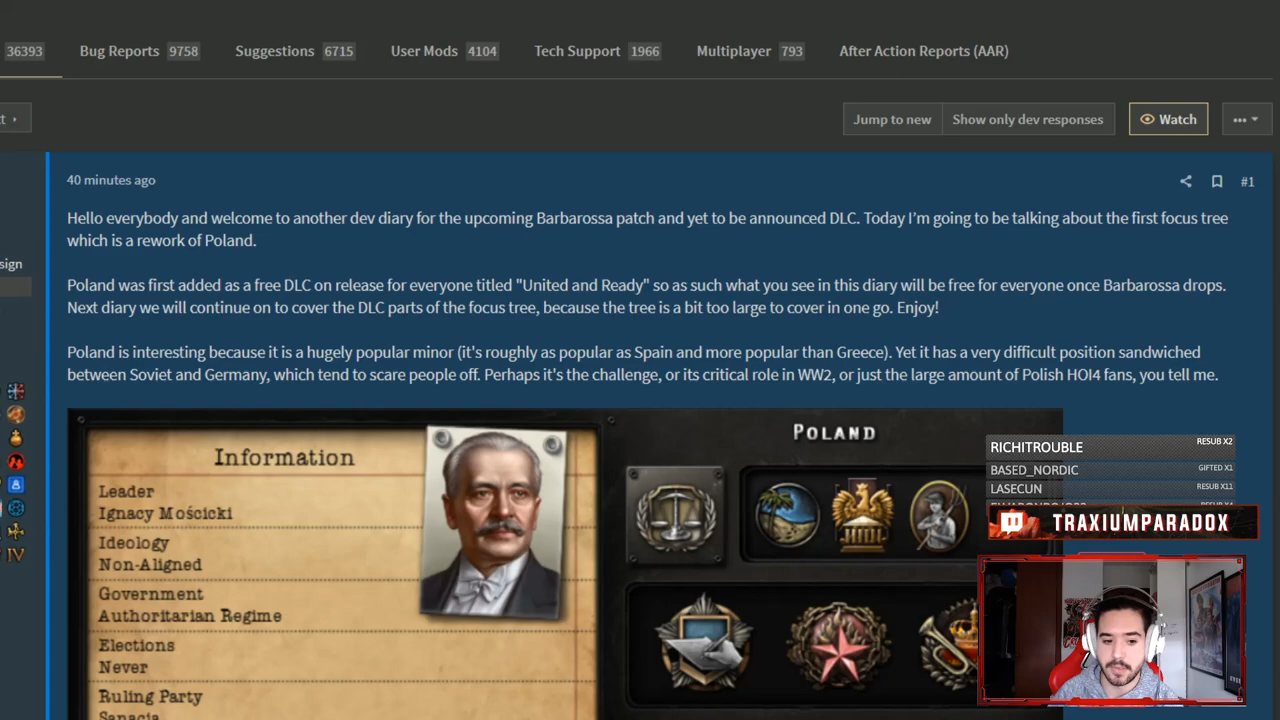 36393 Bug Reports 9758 Suggestions 6715 User Mods 4104 Tech Support 1966 Multiplayer 793 After Action Reports (AAR)
Jump to new Show only dev responses Watch
40 minutes ago #1
Hello everybody and welcome to another dev diary for the upcoming Barbarossa patch and yet to be announced DLC. Today I'm going to be talking about the first focus tree
which is a rework of Poland.
Poland was first added as a free DLC on release for everyone titled "United and Ready" so as such what you see in this diary will be free for everyone once Barbarossa drops.
Next diary we will continue on to cover the DLC parts of the focus tree, because the tree is a bit too large to cover in one go. Enjoy!
Poland is interesting because it is a hugely popular minor (it's roughly as popular as Spain and more popular than Greece). Yet it has a very difficult position sandwiched
between Soviet and Germany, which tend to scare people off. Perhaps it's the challenge, or its critical role in WW2, or just the large amount of Polish HOI4 fans, you tell me.
Information
Leader
Ignacy Mościcki
Ideology
Non-Aligned
Government
Authoritarian Regime
Elections
Never
Ruling Party
Sanacja
POLAND
RICHITROUBLE RESUB X2
BASED_NORDIC GIFTED X1
LASECUN RESUB X11
TRAXIUMPARADOX
sign
IV